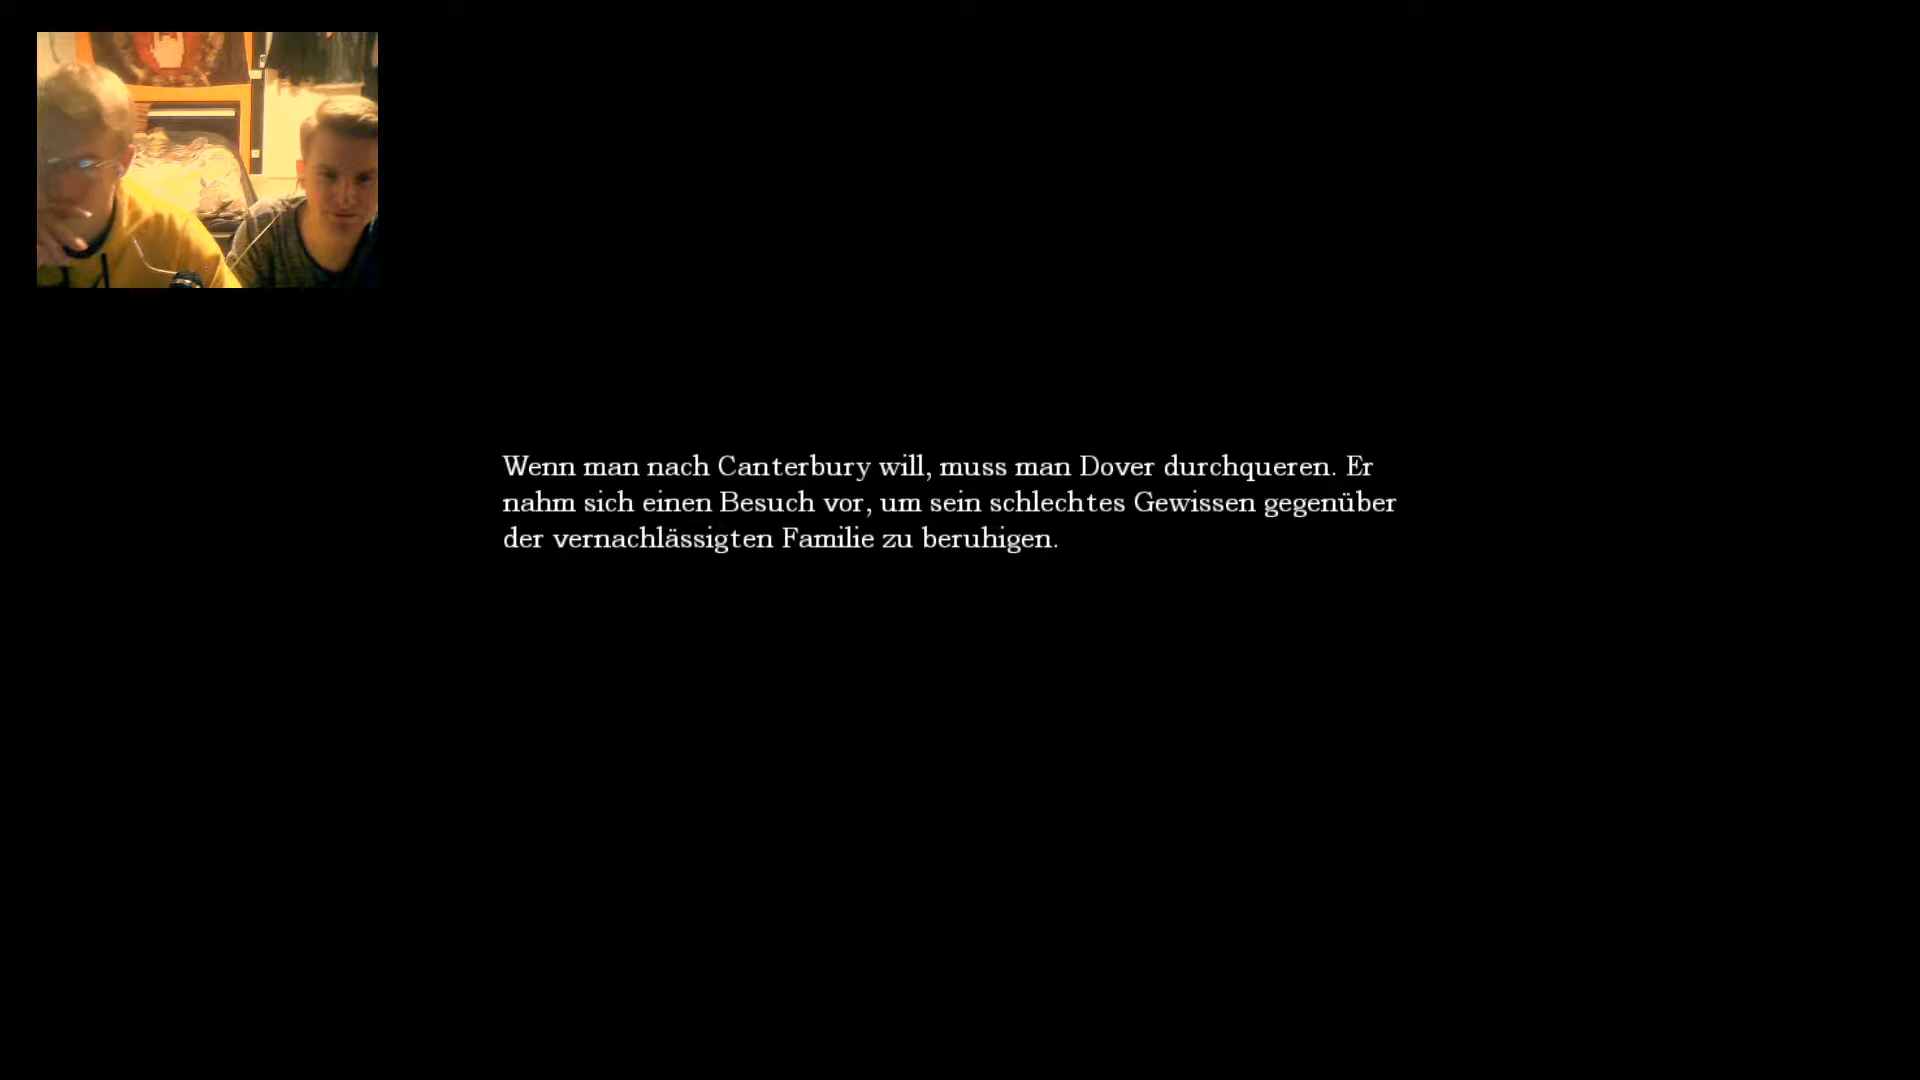 Wenn man nach Canterbury will, muss man Dover durchqueren. Er
nahm sich einen Besuch vor, um sein schlechtes Gewissen gegenüber
der vernachlässigten Familie zu beruhigen.